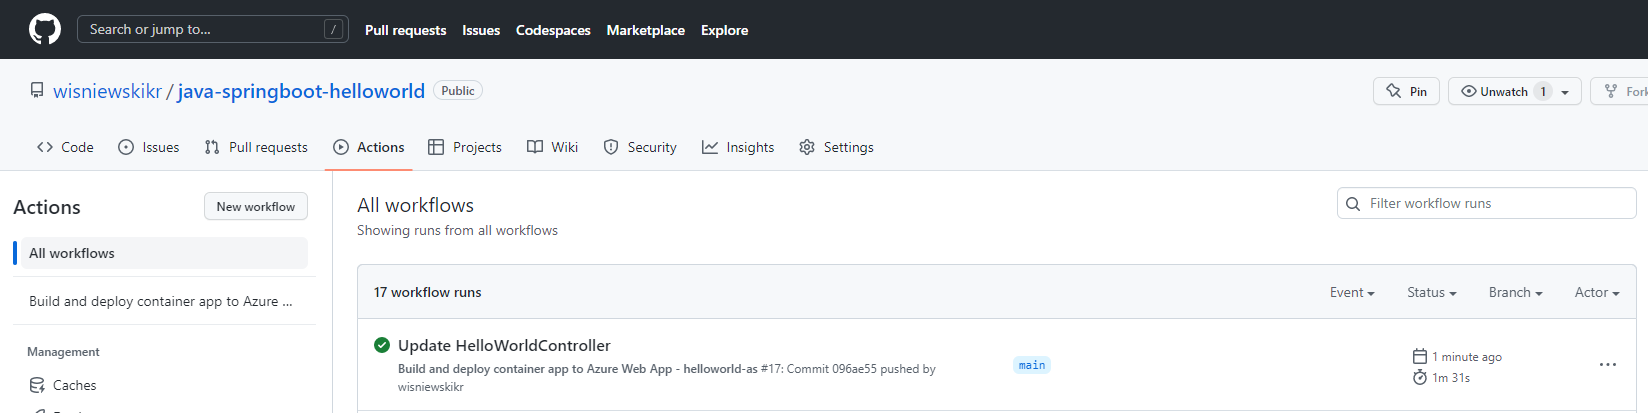 Search or jump to... /
Pull requests Issues Codespaces Marketplace Explore
wisniewskikr / java-springboot-helloworld Public
Pin Unwatch 1 Fork
Code Issues Pull requests Actions Projects Wiki Security Insights Settings
Actions New workflow
All workflows
Build and deploy container app to Azure ...
Management
Caches
All workflows
Showing runs from all workflows
Filter workflow runs
17 workflow runs Event Status Branch Actor
Update HelloWorldController
Build and deploy container app to Azure Web App - helloworld-as #17: Commit 096ae55 pushed by
wisniewskikr
main
1 minute ago
1m 31s